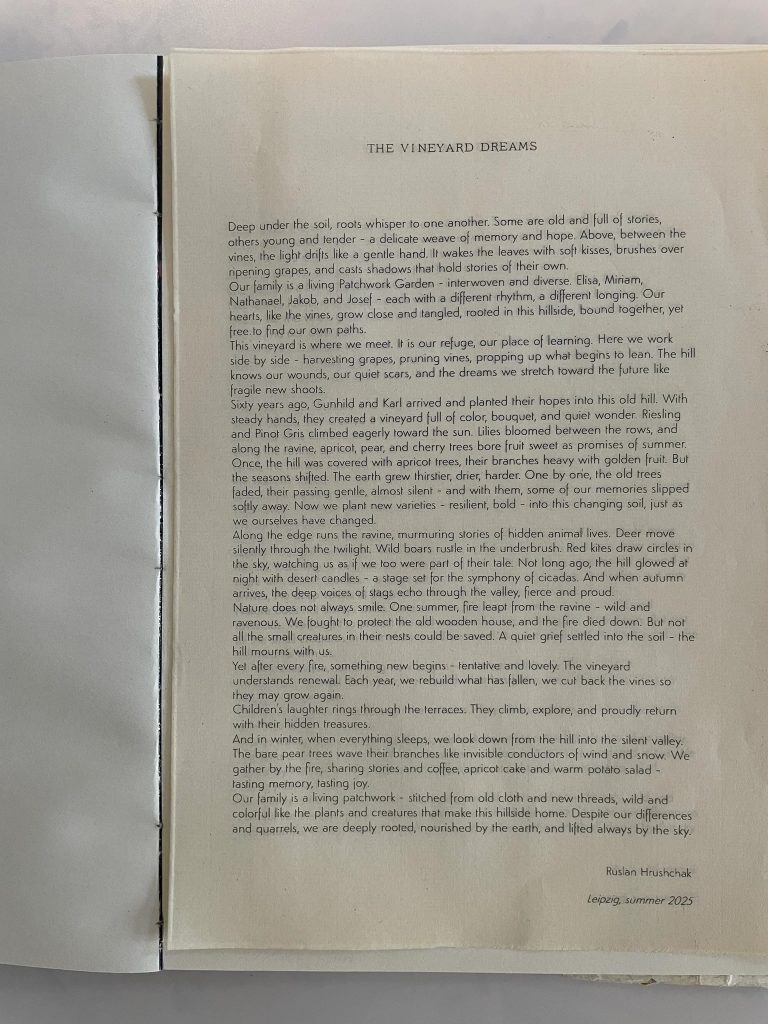 THE VINEYARD DREAMS
Deep under the soil, roots whisper to one another. Some are old and full of stories,
others young and tender - a delicate weave of memory and hope. Above, between the
vines, the light drifts like a gentle hand. It wakes the leaves with soft kisses, brushes over
ripening grapes, and casts shadows that hold stories of their own.
Our family is a living Patchwork Garden - interwoven and diverse. Elisa, Miriam,
Nathanael, Jakob, and Josef - each with a different rhythm, a different longing. Our
hearts, like the vines, grow close and tangled, rooted in this hillside, bound together, yet
free to find our own paths.
This vineyard is where we meet. It is our refuge, our place of learning. Here we work
side by side - harvesting grapes, pruning vines, propping up what begins to lean. The hill
knows our wounds, our quiet scars, and the dreams we stretch toward the future like
fragile new shoots.
Sixty years ago, Gunhild and Karl arrived and planted their hopes into this old hill. With
steady hands, they created a vineyard full of color, bouquet, and quiet wonder. Riesling
and Pinot Gris climbed eagerly toward the sun. Lilies bloomed between the rows, and
along the ravine, apricot, pear, and cherry trees bore fruit sweet as promises of summer.
Once, the hill was covered with apricot trees, their branches heavy with golden fruit. But
the seasons shifted. The earth grew thirstier, drier, harder. One by one, the old trees
faded, their passing gentle, almost silent - and with them, some of our memories slipped
softly away. Now we plant new varieties - resilient, bold - into this changing soil, just as
we ourselves have changed.
Along the edge runs the ravine, murmuring stories of hidden animal lives. Deer move
silently through the twilight. Wild boars rustle in the underbrush. Red kites draw circles in
the sky, watching us as if we too were part of their tale. Not long ago, the hill glowed at
night with desert candles - a stage set for the symphony of cicadas. And when autumn
arrives, the deep voices of stags echo through the valley, fierce and proud.
Nature does not always smile. One summer, fire leapt from the ravine - wild and
ravenous. We fought to protect the old wooden house, and the fire died down. But not
all the small creatures in their nests could be saved. A quiet grief settled into the soil - the
hill mourns with us.
Yet after every fire, something new begins - tentative and lovely. The vineyard
understands renewal. Each year, we rebuild what has fallen, we cut back the vines so
they may grow again.
Children's laughter rings through the terraces. They climb, explore, and proudly return
with their hidden treasures.
And in winter, when everything sleeps, we look down from the hill into the silent valley.
The bare pear trees wave their branches like invisible conductors of wind and snow. We
gather by the fire, sharing stories and coffee, apricot cake and warm potato salad -
tasting memory, tasting joy.
Our family is a living patchwork - stitched from old cloth and new threads, wild and
colorful like the plants and creatures that make this hillside home. Despite our differences
and quarrels, we are deeply rooted, nourished by the earth, and lifted always by the sky.
Ruslan Hrushchak
Leipzig, summer 2025